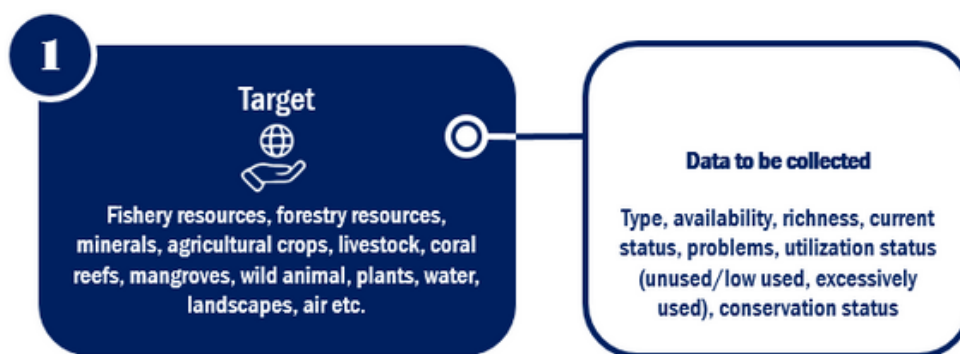 1
Target
Fishery resources, forestry resources,
minerals, agricultural crops, livestock, coral
reefs, mangroves, wild animal, plants, water,
landscapes, air etc.
Data to be collected
Type, availability, richness, current
status, problems, utilization status
(unused/low used, excessively
used), conservation status